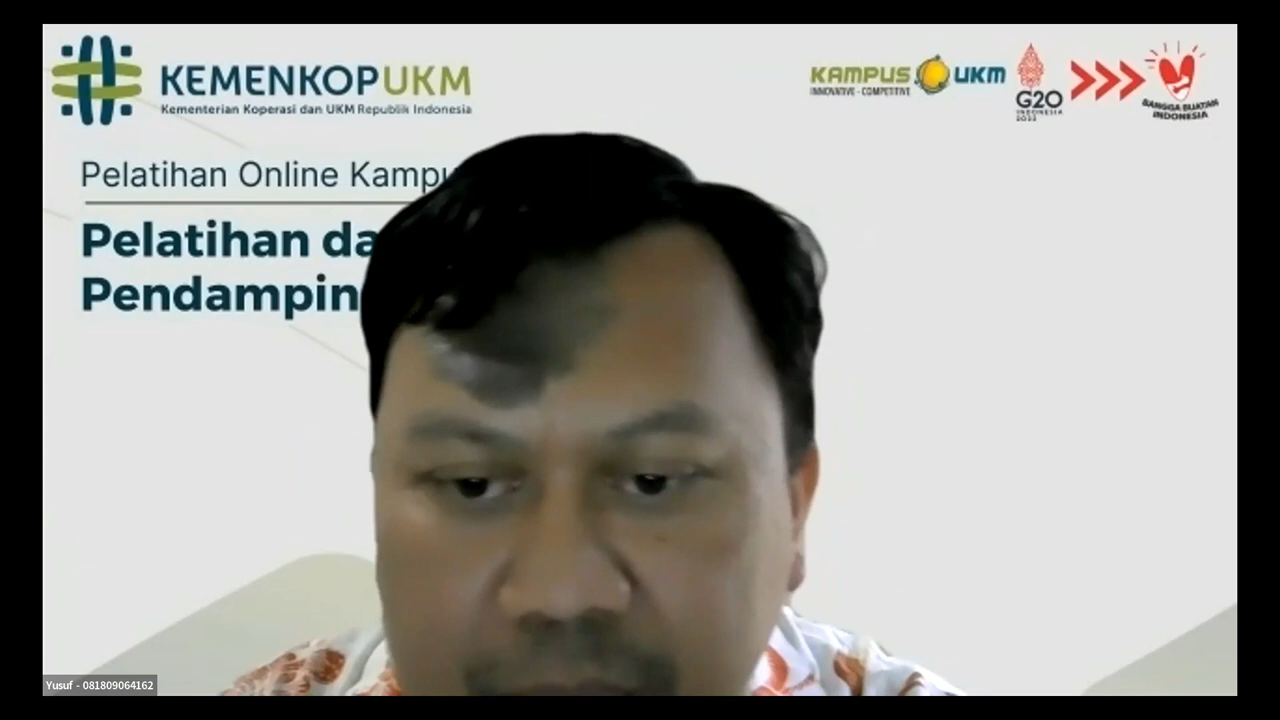 KEMENKOPUKM
Kementerian Koperasi dan UKM Republik Indonesia
KAMPUS UKM
INNOVATIVE - COMPETITIVE
G20
INDONESIA
2022
BANGGA BUATAN
INDONESIA
Pelatihan Online Kampu
Pelatihan da
Pendampin
Yusuf - 081809064162